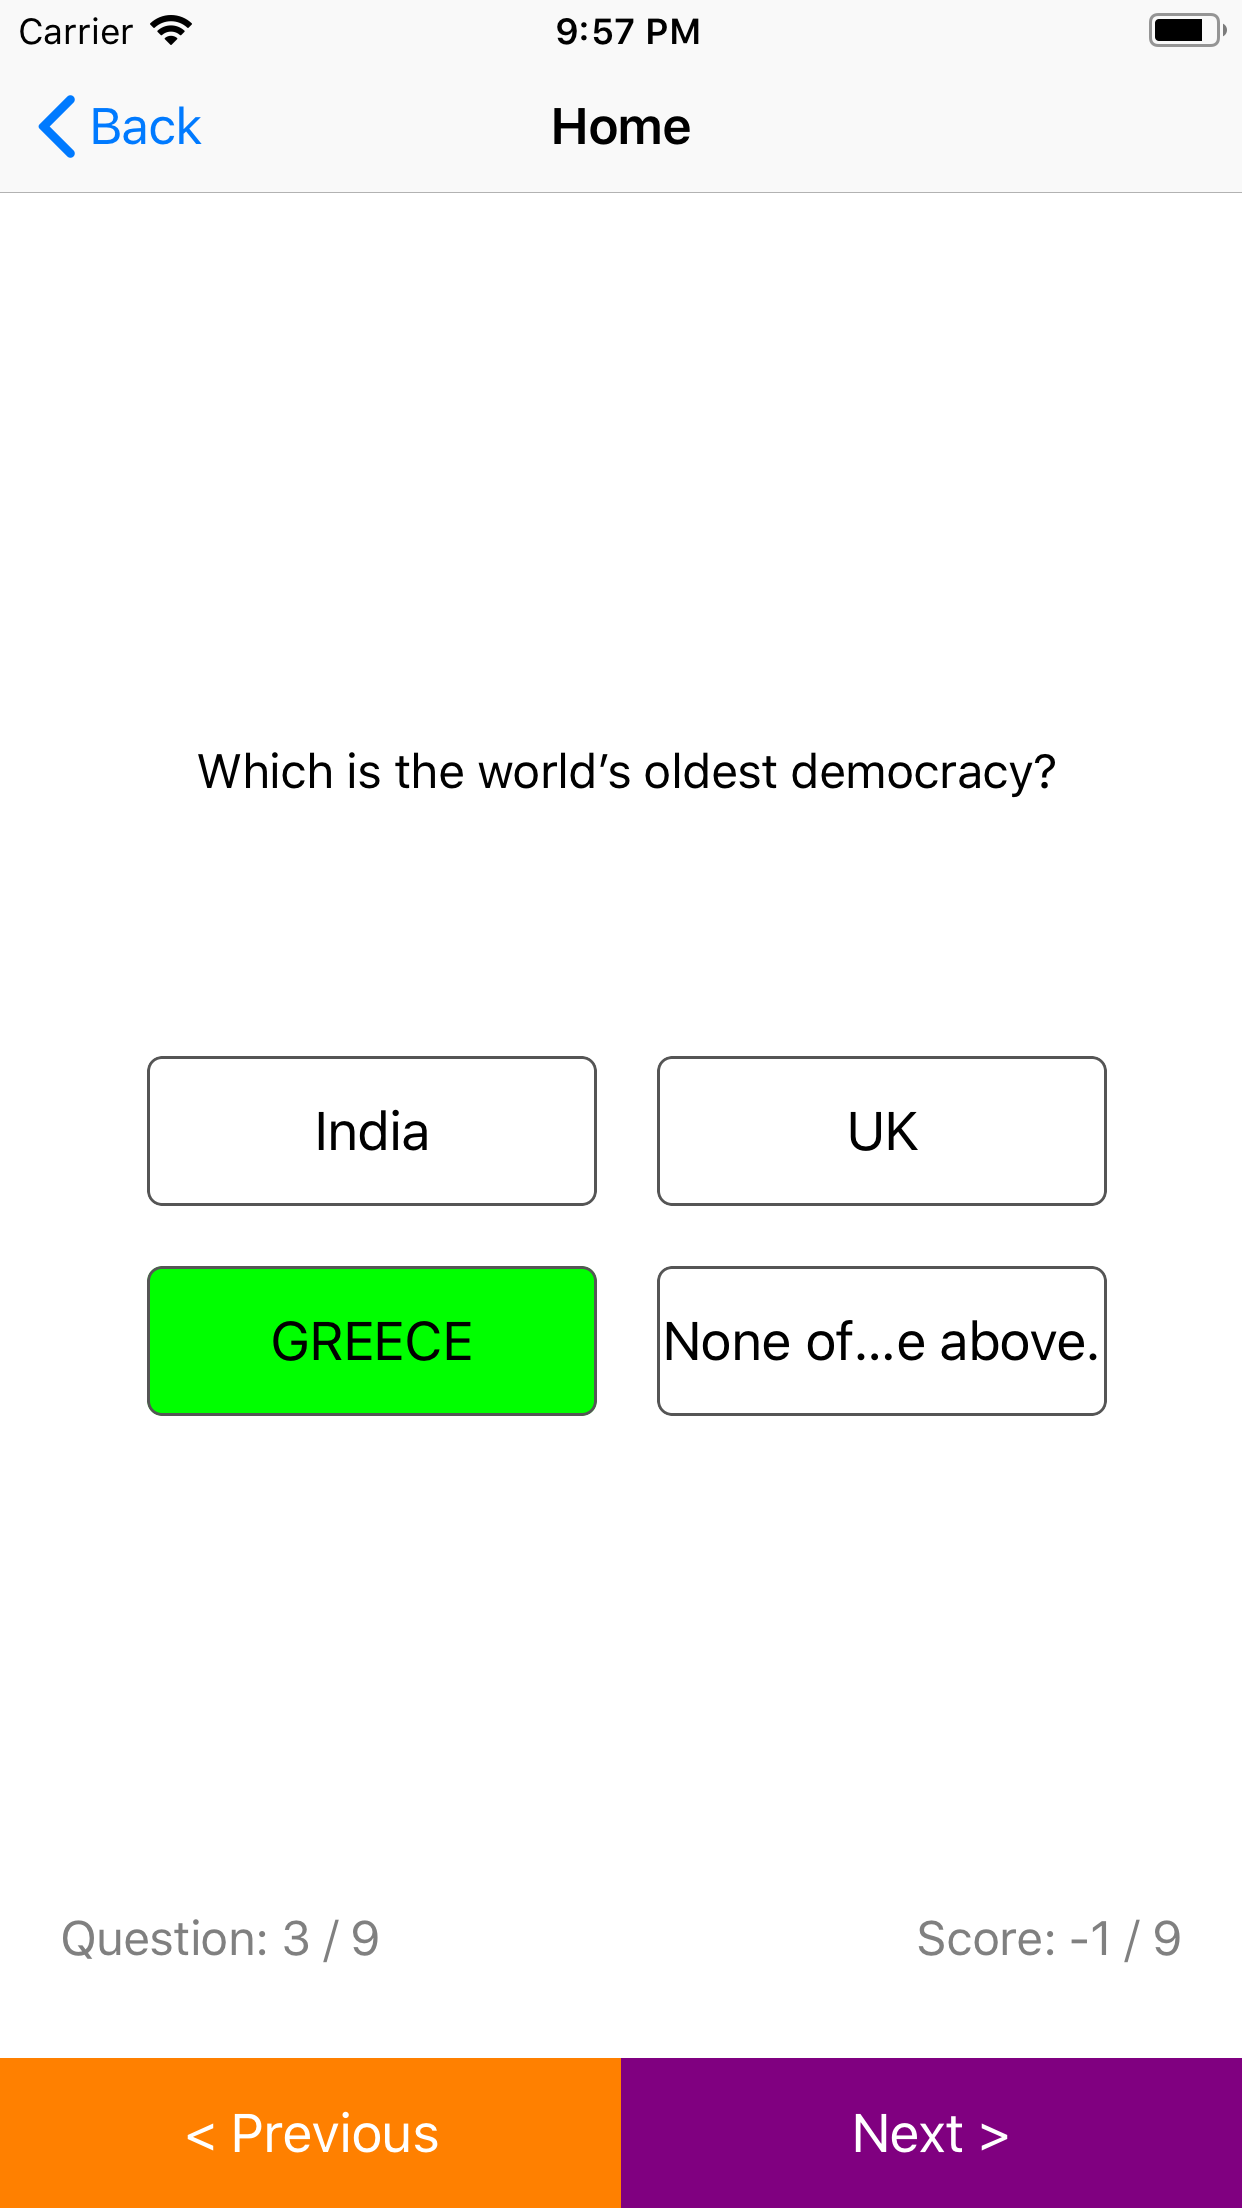 Carrier 9:57 PM
Back Home
Which is the world’s oldest democracy?
India UK
GREECE None of...e above.
Question: 3 / 9 Score: -1 / 9
< Previous Next >